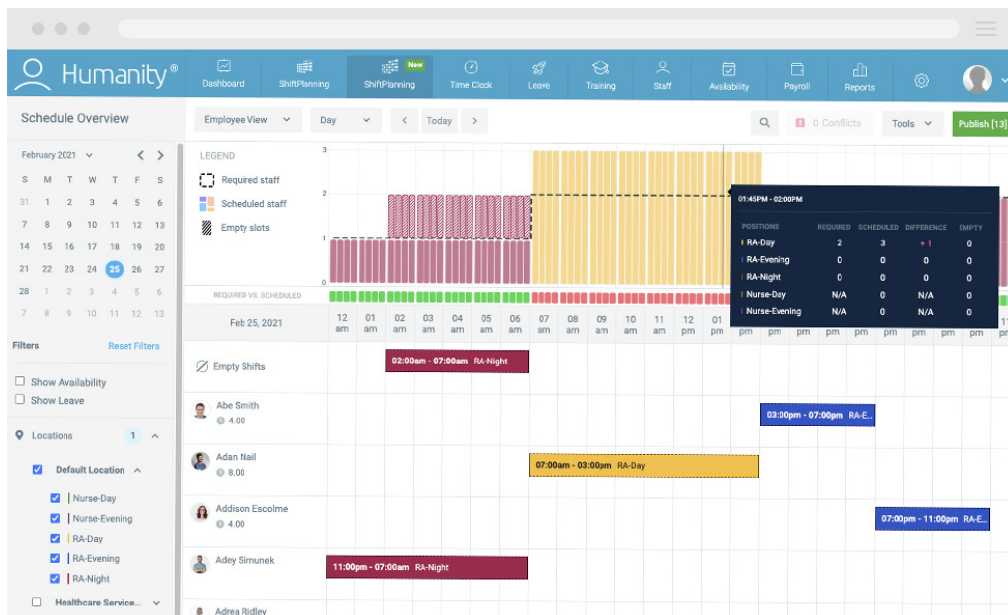 Humanity®
Dashboard
ShiftPlanning
New
ShiftPlanning
Time Clock
Leave
Training
Staff
Availability
Payroll
Reports
Schedule Overview
Employee View
Day
Today
0 Conflicts
Tools
Publish [13]
February 2021
S M T W T F S
31 1 2 3 4 5 6
7 8 9 10 11 12 13
14 15 16 17 18 19 20
21 22 23 24 25 26 27
28 1 2 3 4 5 6
7 8 9 10 11 12 13
Filters
Reset Filters
Show Availability
Show Leave
Locations 1
Default Location
Nurse-Day
Nurse-Evening
RA-Day
RA-Evening
RA-Night
Healthcare Service...
LEGEND
Required staff
Scheduled staff
Empty slots
3
2
1
0
REQUIRED VS. SCHEDULED
01:45PM - 02:00PM
POSITIONS REQUIRED SCHEDULED DIFFERENCE EMPTY
RA-Day 2 3 +1 0
RA-Evening 0 0 0 0
RA-Night 0 0 0 0
Nurse-Day N/A 0 N/A 0
Nurse-Evening N/A 0 N/A 0
Feb 25, 2021
12 01 02 03 04 05 06 07 08 09 10 11 12 01
am am am am am am am am am am am am pm pm pm pm pm pm pm pm pm pm pm
Empty Shifts
02:00am - 07:00am RA-Night
Abe Smith
4.00
03:00pm - 07:00pm RA-E...
Adan Nail
8.00
07:00am - 03:00pm RA-Day
Addison Escolme
4.00
07:00pm - 11:00pm RA-E...
Adey Simunek
11:00pm - 07:00am RA-Night
Adrea Ridley